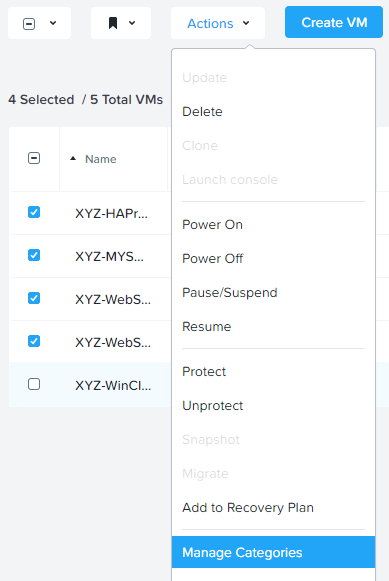 Actions
Create VM
4 Selected / 5 Total VMs
Name
XYZ-HAPr...
XYZ-MYS...
XYZ-WebS...
XYZ-WebS...
XYZ-WinCl...
Update
Delete
Clone
Launch console
Power On
Power Off
Pause/Suspend
Resume
Protect
Unprotect
Snapshot
Migrate
Add to Recovery Plan
Manage Categories